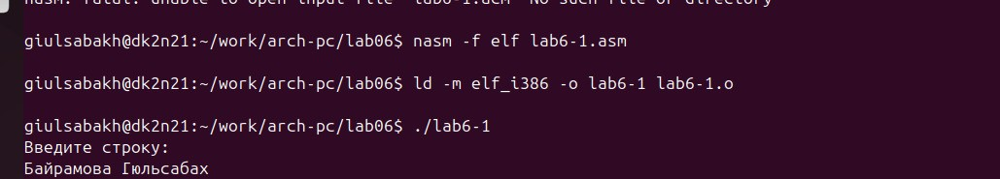 nasm: fatal: unable to open input file `lab6-1.acm' No such file or directory
giulsabakh@dk2n21:~/work/arch-pc/lab06$ nasm -f elf lab6-1.asm
giulsabakh@dk2n21:~/work/arch-pc/lab06$ ld -m elf_i386 -o lab6-1 lab6-1.o
giulsabakh@dk2n21:~/work/arch-pc/lab06$ ./lab6-1
Введите строку:
Байрамова Гюльсабах